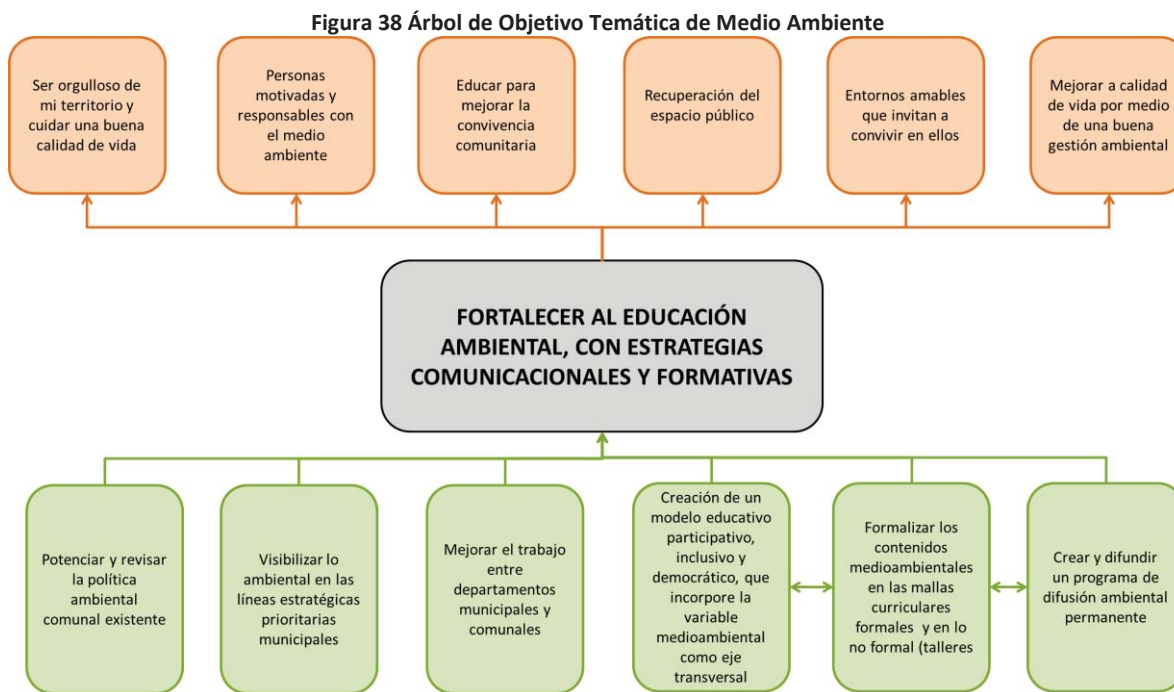 Figura 38 Árbol de Objetivo Temática de Medio Ambiente
Ser orgulloso de
mi territorio y
cuidar una buena
calidad de vida
Personas
motivadas y
responsables con
el medio
ambiente
Educar para
mejorar la
convivencia
comunitaria
Recuperación del
espacio público
Entornos amables
que invitan a
convivir en ellos
Mejorar a calidad
de vida por medio
de una buena
gestión ambiental
FORTALECER AL EDUCACIÓN
AMBIENTAL, CON ESTRATEGIAS
COMUNICACIONALES Y FORMATIVAS
Potenciar y revisar
la política
ambiental
comunal existente
Visibilizar lo
ambiental en las
líneas estratégicas
prioritarias
municipales
Mejorar el trabajo
entre
departamentos
municipales y
comunales
Creación de un
modelo educativo
participativo,
inclusivo y
democrático, que
incorpore la
variable
medioambiental
como eje
transversal
Formalizar los
contenidos
medioambientales
en las mallas
curriculares
formales y en lo
no formal (talleres
Crear y difundir
un programa de
difusión ambiental
permanente